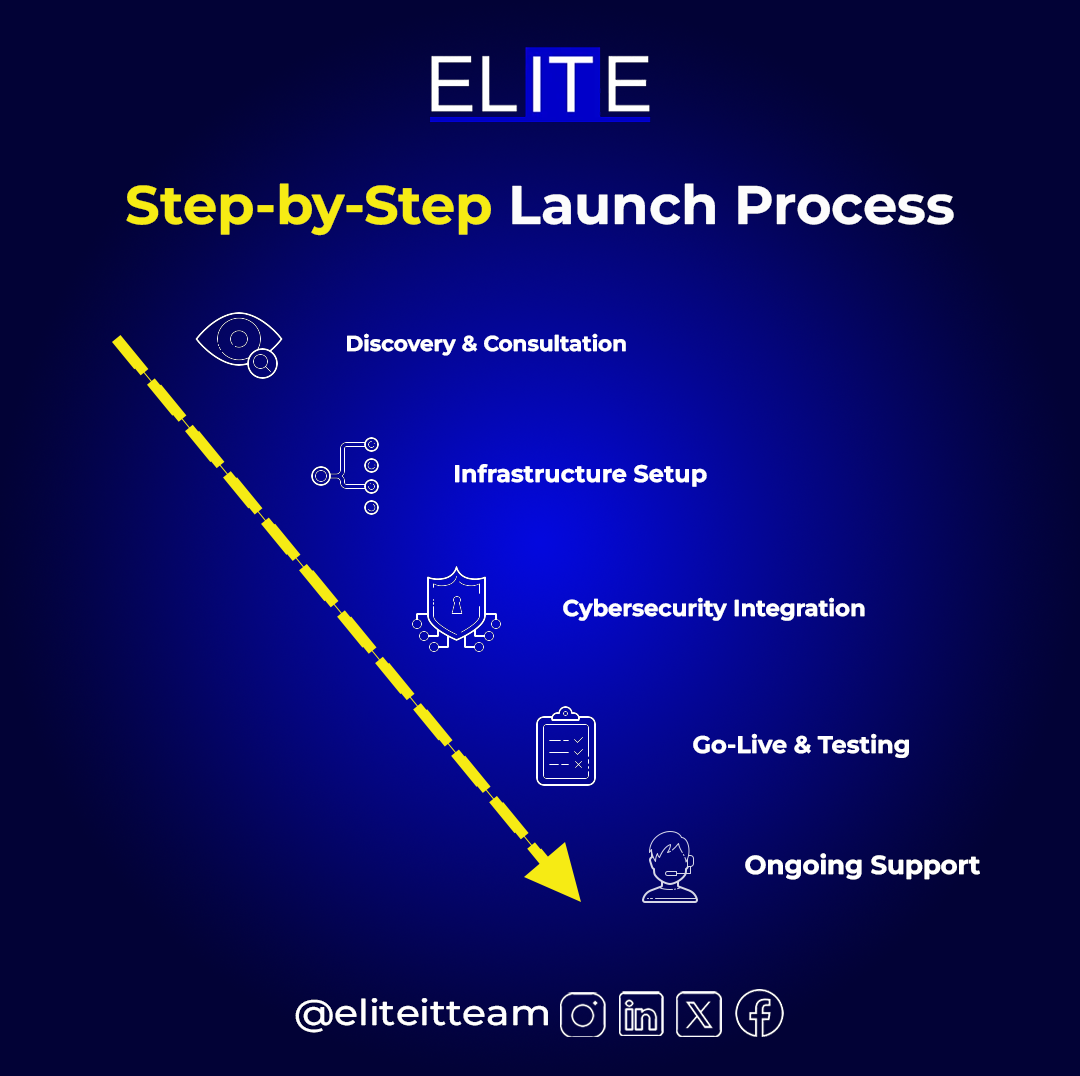 ELITE
Step-by-Step Launch Process
Discovery & Consultation
Infrastructure Setup
Cybersecurity Integration
Go-Live & Testing
Ongoing Support
@eliteitteam